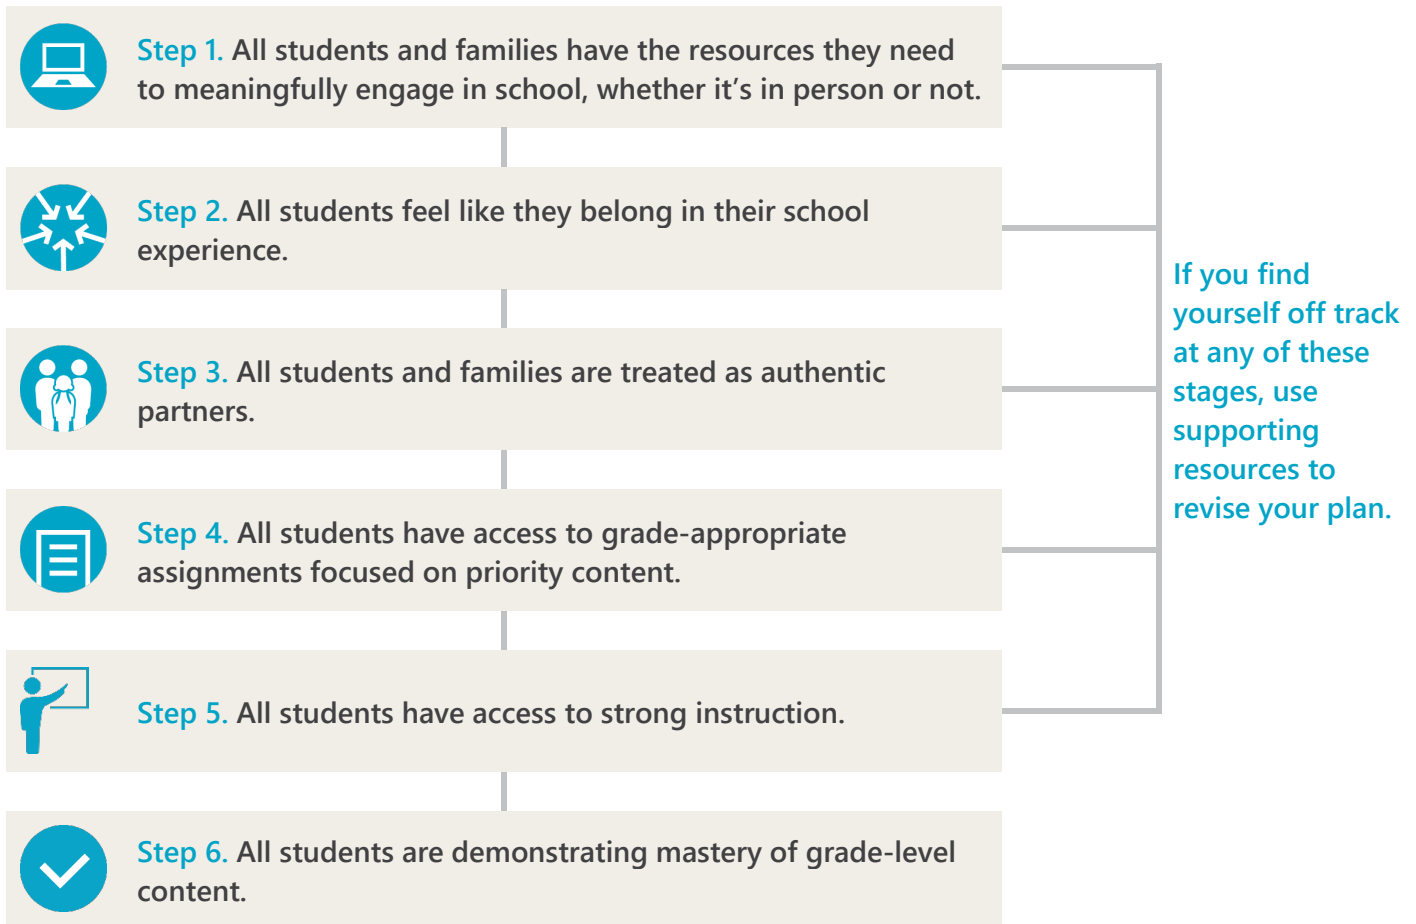 Step 1. All students and families have the resources they need
to meaningfully engage in school, whether it's in person or not.
Step 2. All students feel like they belong in their school
experience.
Step 3. All students and families are treated as authentic
partners.
Step 4. All students have access to grade-appropriate
assignments focused on priority content.
Step 5. All students have access to strong instruction.
Step 6. All students are demonstrating mastery of grade-level
content.
If you find
yourself off track
at any of these
stages, use
supporting
resources to
revise your plan.